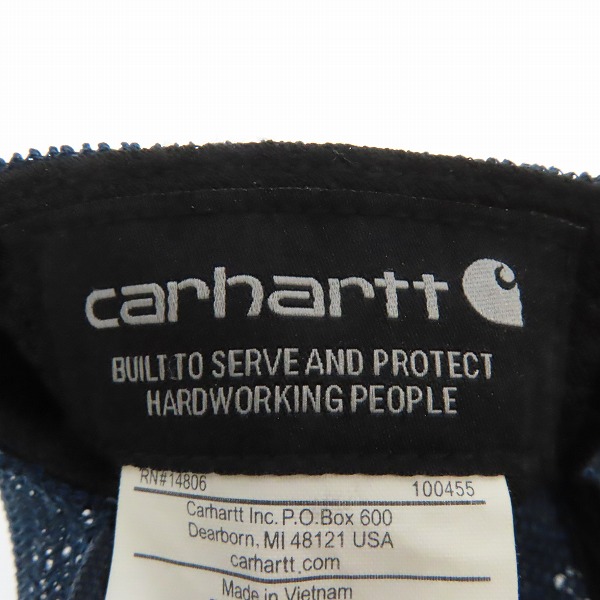 carhartt
BUILT TO SERVE AND PROTECT
HARDWORKING PEOPLE
RN#14806 100455
Carhartt Inc. P.O.Box 600
Dearborn, MI 48121 USA
carhartt.com
Made in Vietnam